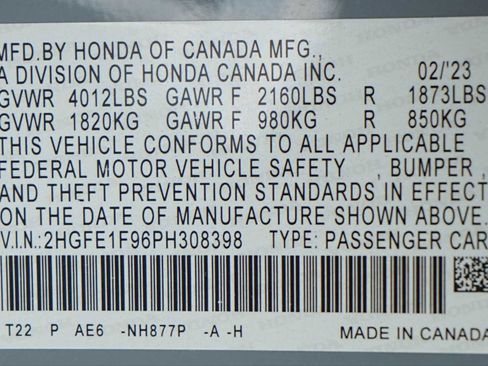 MFD.BY HONDA OF CANADA MFG.,
A DIVISION OF HONDA CANADA INC. 02/'23
GVWR 4012LBS GAWR F 2160LBS R 1873LBS
GVWR 1820KG GAWR F 980KG R 850KG
THIS VEHICLE CONFORMS TO ALL APPLICABLE
FEDERAL MOTOR VEHICLE SAFETY , BUMPER ,
AND THEFT PREVENTION STANDARDS IN EFFECT
ON THE DATE OF MANUFACTURE SHOWN ABOVE.
V.I.N.: 2HGFE1F96PH308398 TYPE: PASSENGER CAR
T22 P AE6 -NH877P -A -H MADE IN CANADA